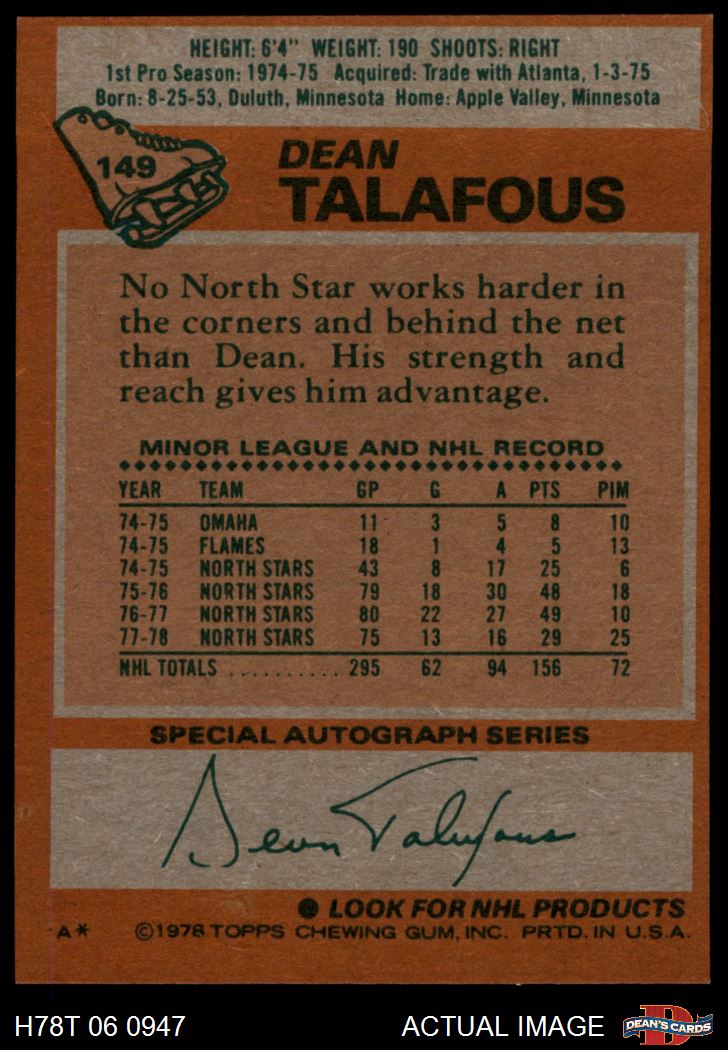 HEIGHT: 6'4" WEIGHT: 190 SHOOTS: RIGHT
1st Pro Season: 1974-75 Acquired: Trade with Atlanta, 1-3-75
Born: 8-25-53, Duluth, Minnesota Home: Apple Valley, Minnesota
149
DEAN
TALAFOUS
No North Star works harder in
the corners and behind the net
than Dean. His strength and
reach gives him advantage.
MINOR LEAGUE AND NHL RECORD
YEAR TEAM GP G A PTS PIM
74-75 OMAHA 11 3 5 8 10
74-75 FLAMES 18 1 4 5 13
74-75 NORTH STARS 43 8 17 25 6
75-76 NORTH STARS 79 18 30 48 18
76-77 NORTH STARS 80 22 27 49 10
77-78 NORTH STARS 75 13 16 29 25
NHL TOTALS .......... 295 62 94 156 72
SPECIAL AUTOGRAPH SERIES
Dean Talafous
● LOOK FOR NHL PRODUCTS
A* ©1978 TOPPS CHEWING GUM, INC. PRTD. IN U.S.A.
H78T 06 0947 ACTUAL IMAGE DEAN'S CARDS